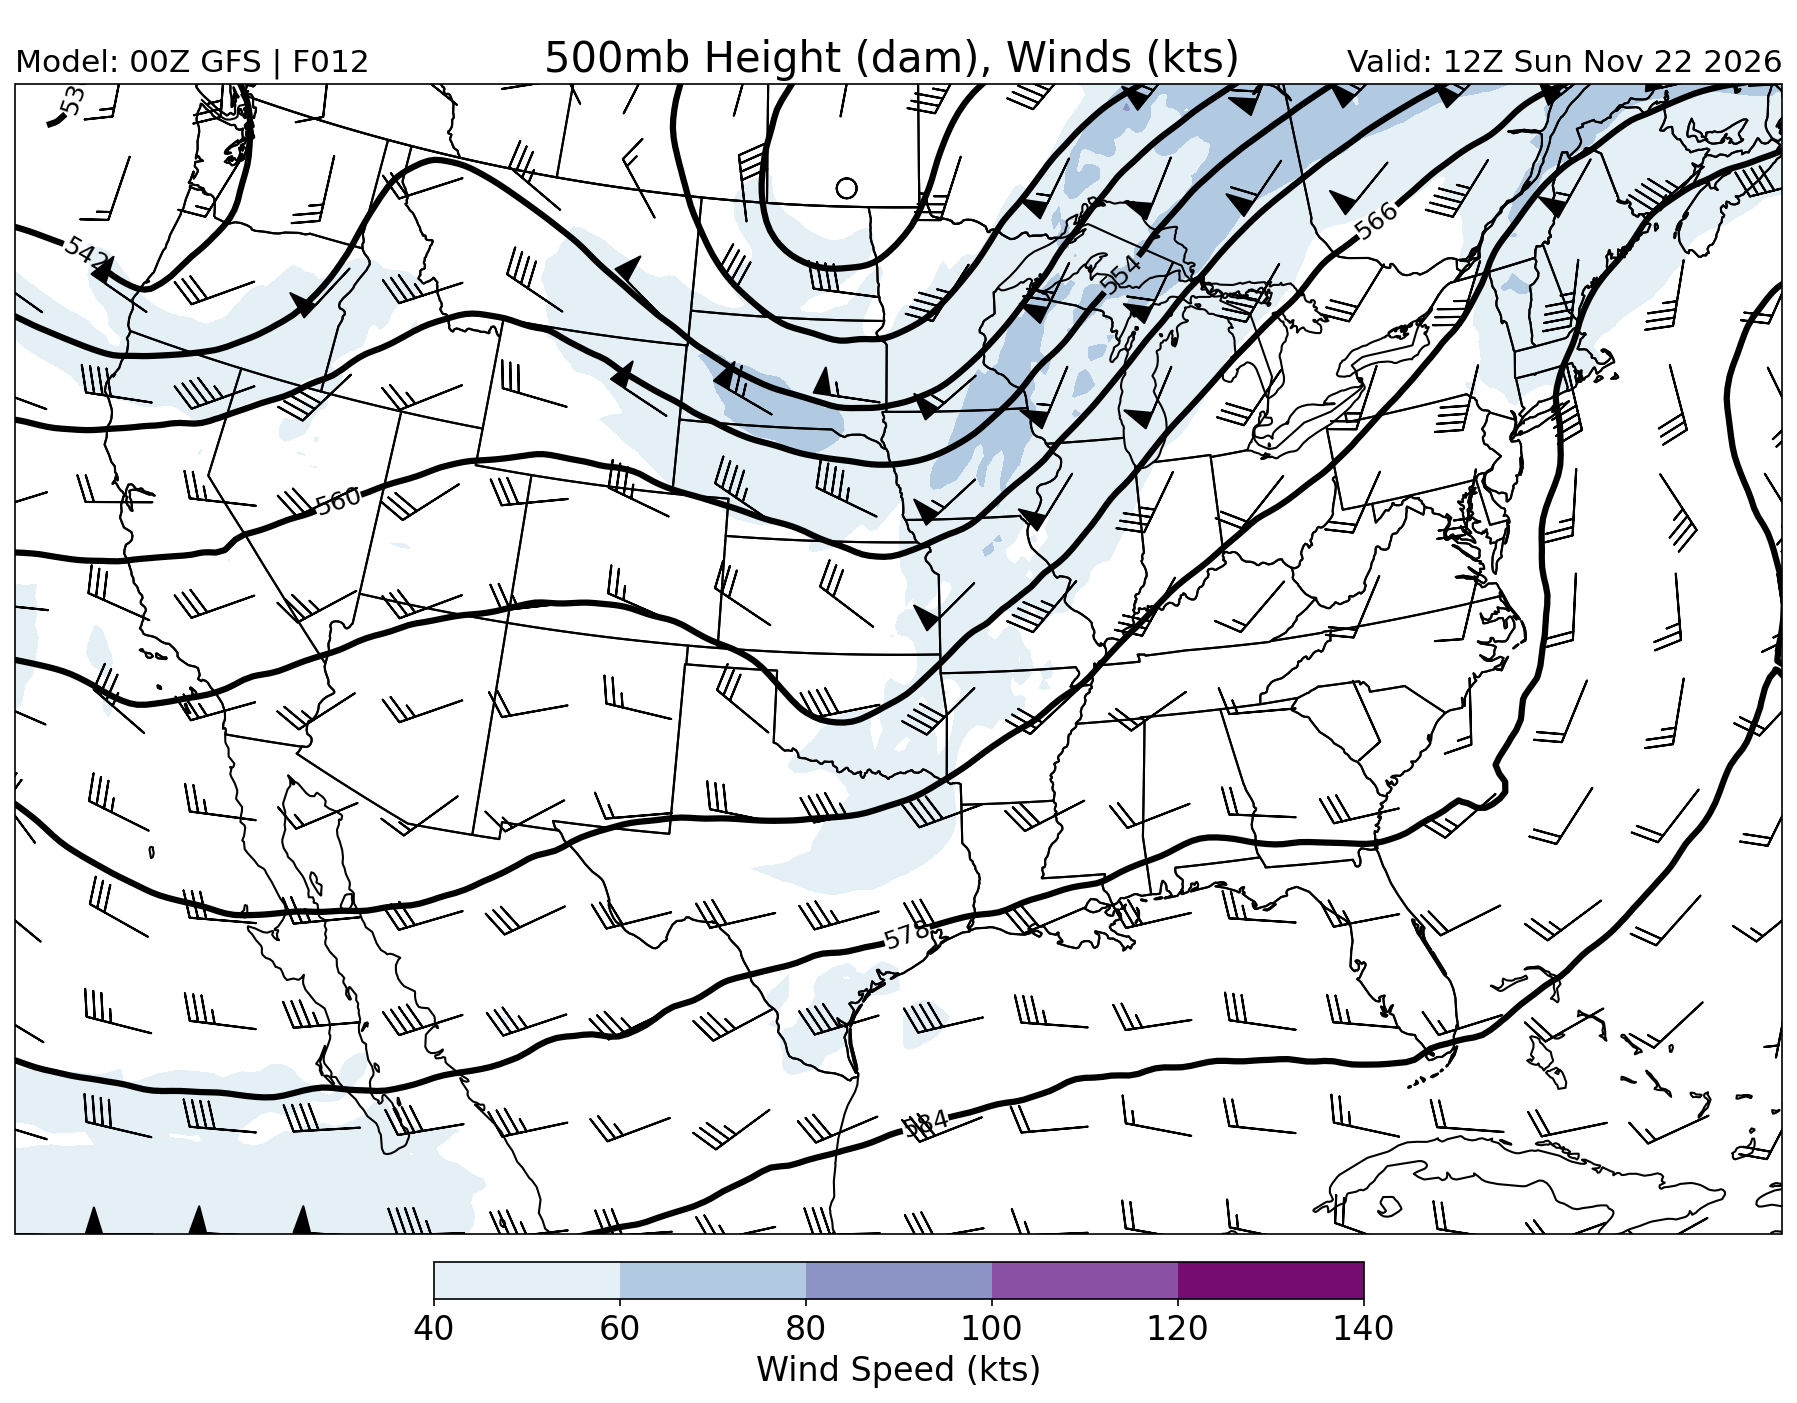 Model: 00Z GFS | F012
500mb Height (dam), Winds (kts)
Valid: 12Z Sun Nov 22 2026
542
566
554
560
578
584
40 60 80 100 120 140
Wind Speed (kts)